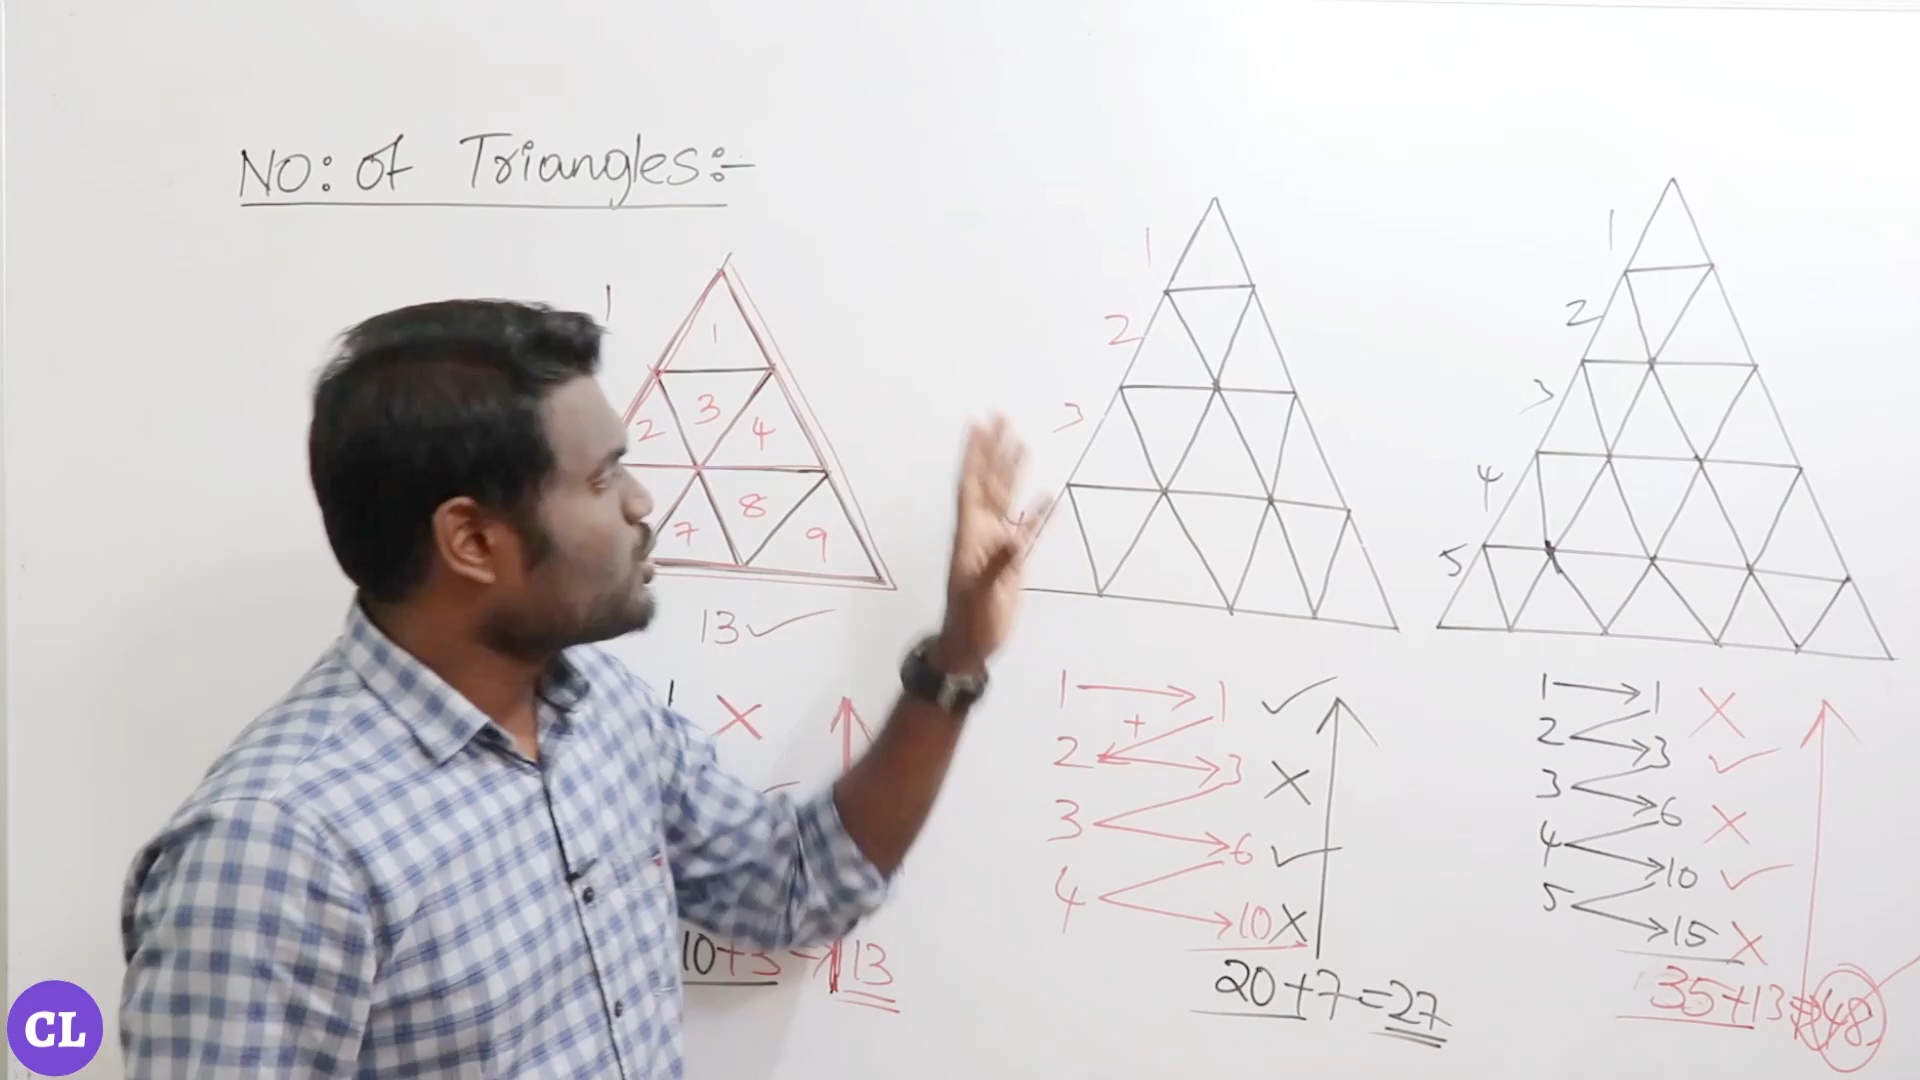 NO: of Triangles:-
1
1
2 3 4
7 8 9
13✓
1 X
10+3 → 13
1
2
3
4
1 → 1 ✓
+
2 3 X
3 6 ✓
4 10 X
20+7=27
1
2
3
4
5
1 → 1 X
2 → 3 ✓
3 → 6 X
4 → 10 ✓
5 → 15 X
35+13 ⇒ 48
CL